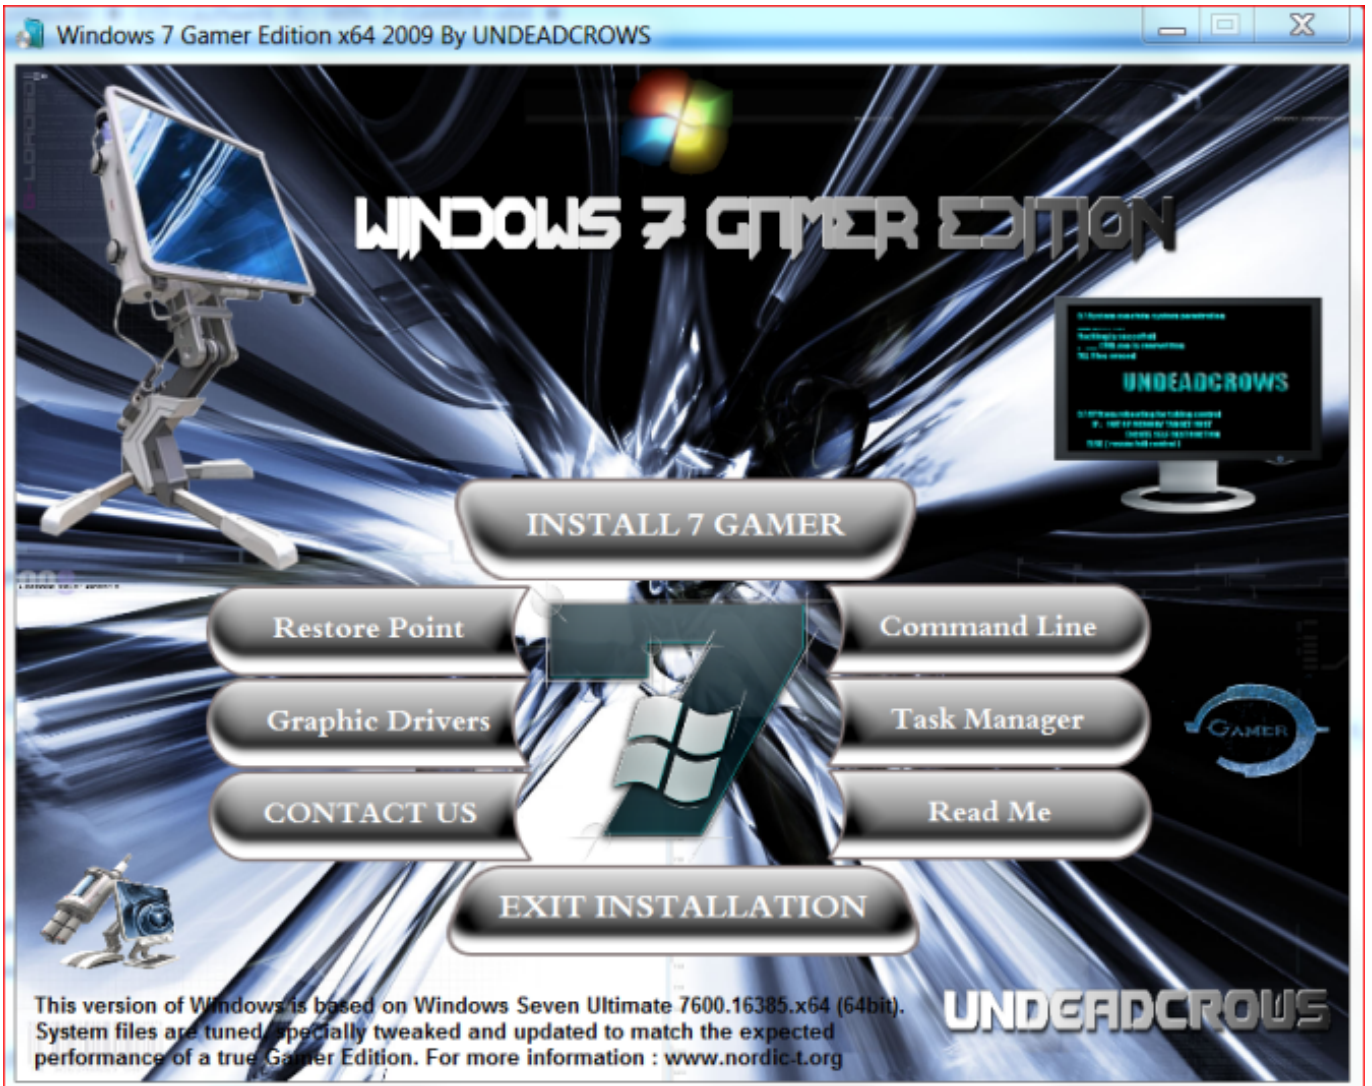 Windows 7 Gamer Edition x64 2009 By UNDEADCROWS
WINDOWS 7 GAMER EDITION
UNDEADCROWS
INSTALL 7 GAMER
Restore Point
Command Line
Graphic Drivers
Task Manager
GAMER
CONTACT US
Read Me
EXIT INSTALLATION
This version of Windows is based on Windows Seven Ultimate 7600.16385.x64 (64bit).
System files are tuned, specially tweaked and updated to match the expected
performance of a true Gamer Edition. For more information : www.nordic-t.org
UNDEADCROWS